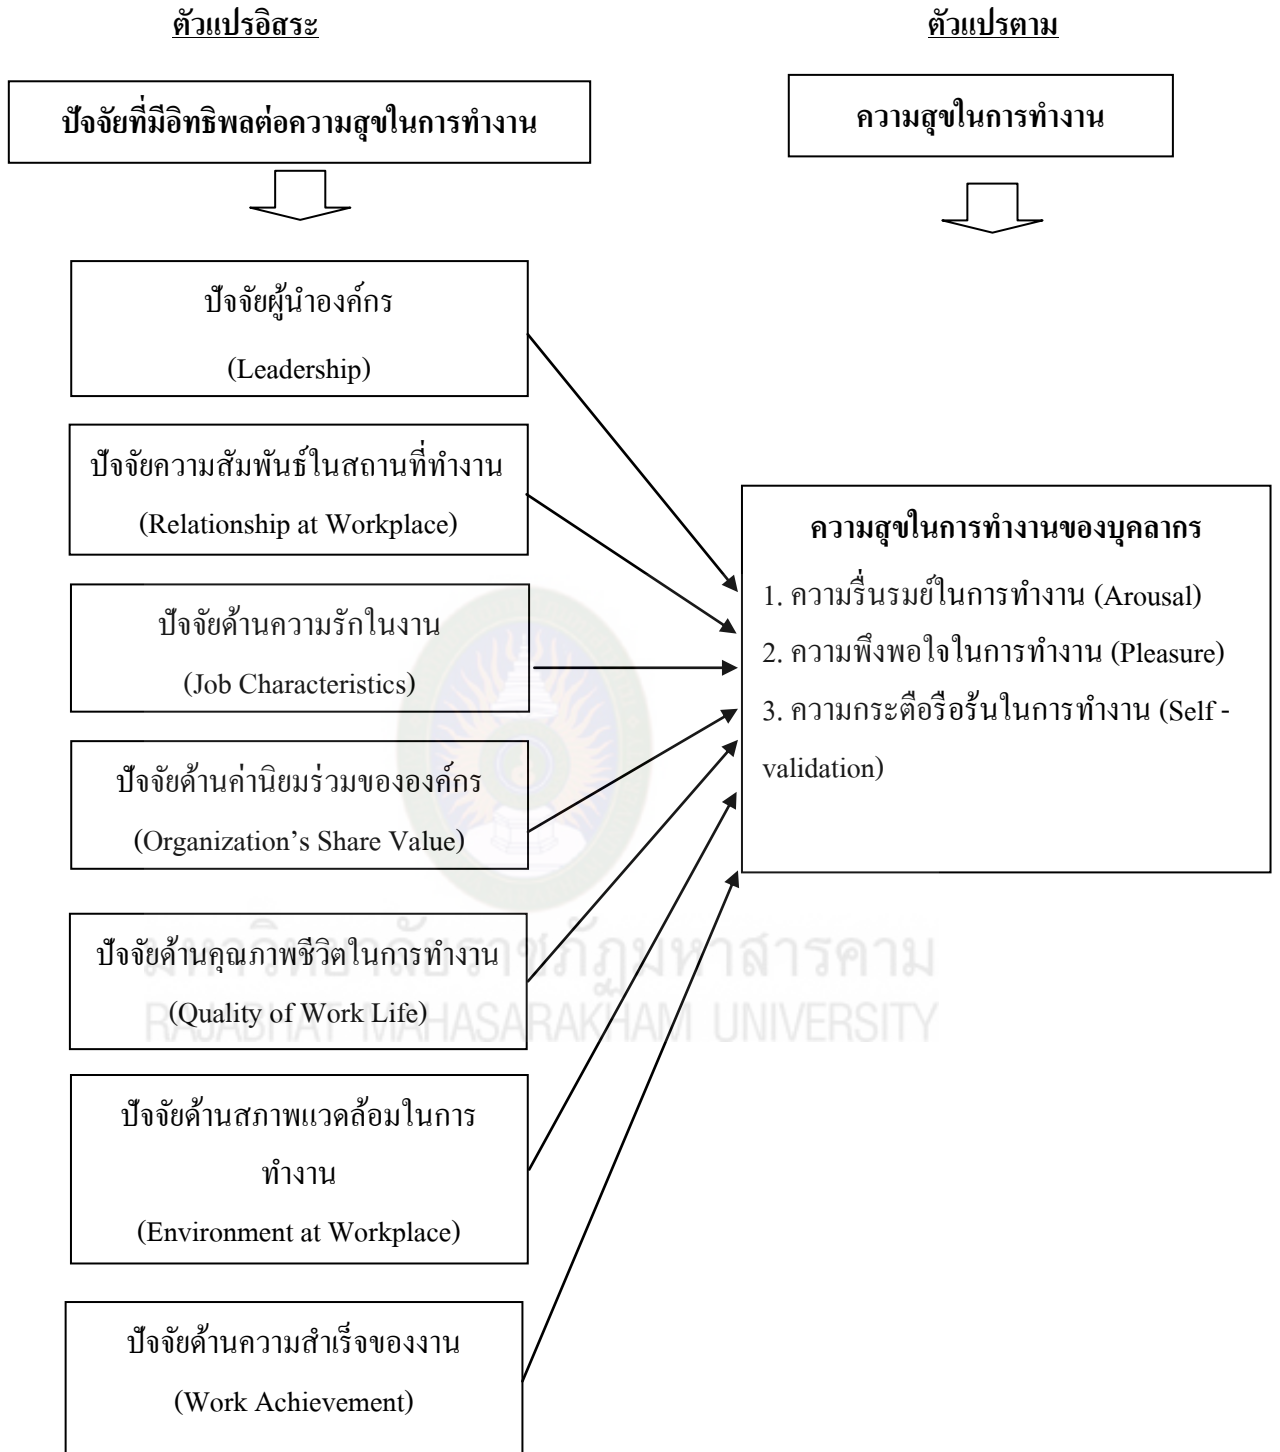 ตัวแปรอิสระ
ตัวแปรตาม
ปัจจัยที่มีอิทธิพลต่อความสุขในการทำงาน
ความสุขในการทำงาน
ปัจจัยผู้นำองค์กร
(Leadership)
ปัจจัยความสัมพันธ์ในสถานที่ทำงาน
(Relationship at Workplace)
ปัจจัยด้านความรักในงาน
(Job Characteristics)
ปัจจัยด้านค่านิยมร่วมขององค์กร
(Organization’s Share Value)
ปัจจัยด้านคุณภาพชีวิตในการทำงาน
(Quality of Work Life)
ปัจจัยด้านสภาพแวดล้อมในการ
ทำงาน
(Environment at Workplace)
ปัจจัยด้านความสำเร็จของงาน
(Work Achievement)
ความสุขในการทำงานของบุคลากร
1. ความรื่นรมย์ในการทำงาน (Arousal)
2. ความพึงพอใจในการทำงาน (Pleasure)
3. ความกระตือรือร้นในการทำงาน (Self -
validation)
มหาวิทยาลัยราชภัฏมหาสารคาม
RAJABHAT MAHASARAKHAM UNIVERSITY